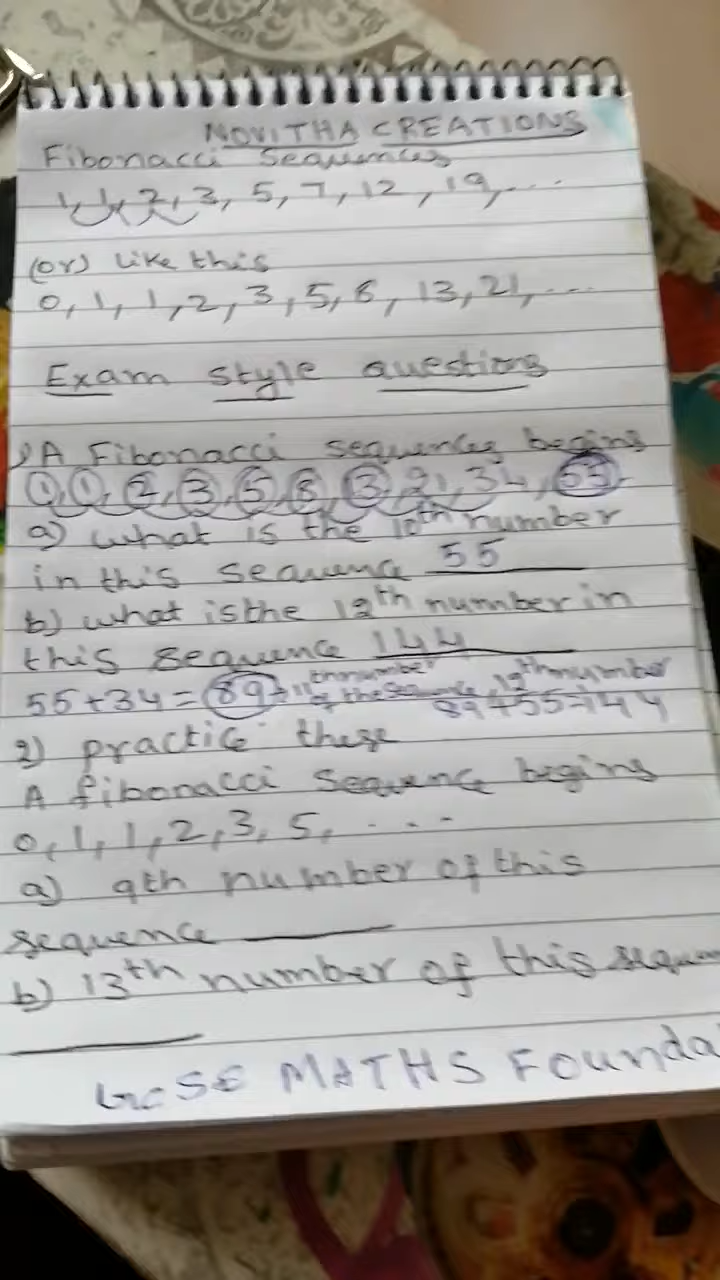 NOVITHA CREATIONS
Fibonacci Sequences
1, 1, 2, 3, 5, 7, 12, 19, ...
(or) Like this
0, 1, 1, 2, 3, 5, 8, 13, 21, ...
Exam style questions
1) A Fibonacci sequences begins
1, 1, 2, 3, 5, 8, 13, 21, 34, 55
a) what is the 10th number
in this sequence 55
b) what is the 12th number in
this sequence 144
55+34=89→11th number of the sequence, 12th number 89+55=144
2) practice these
A fibonacci sequence begins
0, 1, 1, 2, 3, 5, ....
a) 9th number of this
sequence
b) 13th number of this
GCSE MATHS